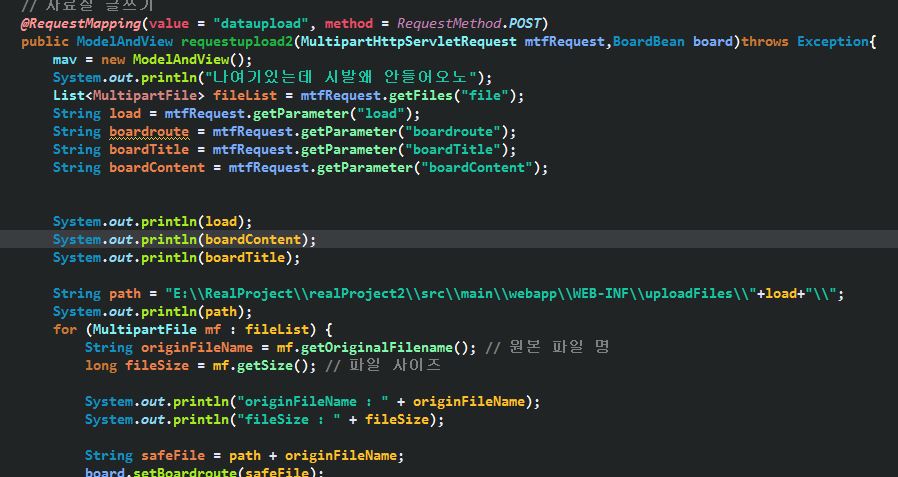 // 자료실 글쓰기
@RequestMapping(value = "dataupload", method = RequestMethod.POST)
public ModelAndView requestupload2(MultipartHttpServletRequest mtfRequest,BoardBean board)throws Exception{
mav = new ModelAndView();
System.out.println("나여기있는데 시발왜 안들어오노");
List<MultipartFile> fileList = mtfRequest.getFiles("file");
String load = mtfRequest.getParameter("load");
String boardroute = mtfRequest.getParameter("boardroute");
String boardTitle = mtfRequest.getParameter("boardTitle");
String boardContent = mtfRequest.getParameter("boardContent");
System.out.println(load);
System.out.println(boardContent);
System.out.println(boardTitle);
String path = "E:\\RealProject\\realProject2\\src\\main\\webapp\\WEB-INF\\uploadFiles\\"+load+"\\";
System.out.println(path);
for (MultipartFile mf : fileList) {
String originFileName = mf.getOriginalFilename(); // 원본 파일 명
long fileSize = mf.getSize(); // 파일 사이즈
System.out.println("originFileName : " + originFileName);
System.out.println("fileSize : " + fileSize);
String safeFile = path + originFileName;
board.setBoardroute(safeFile);